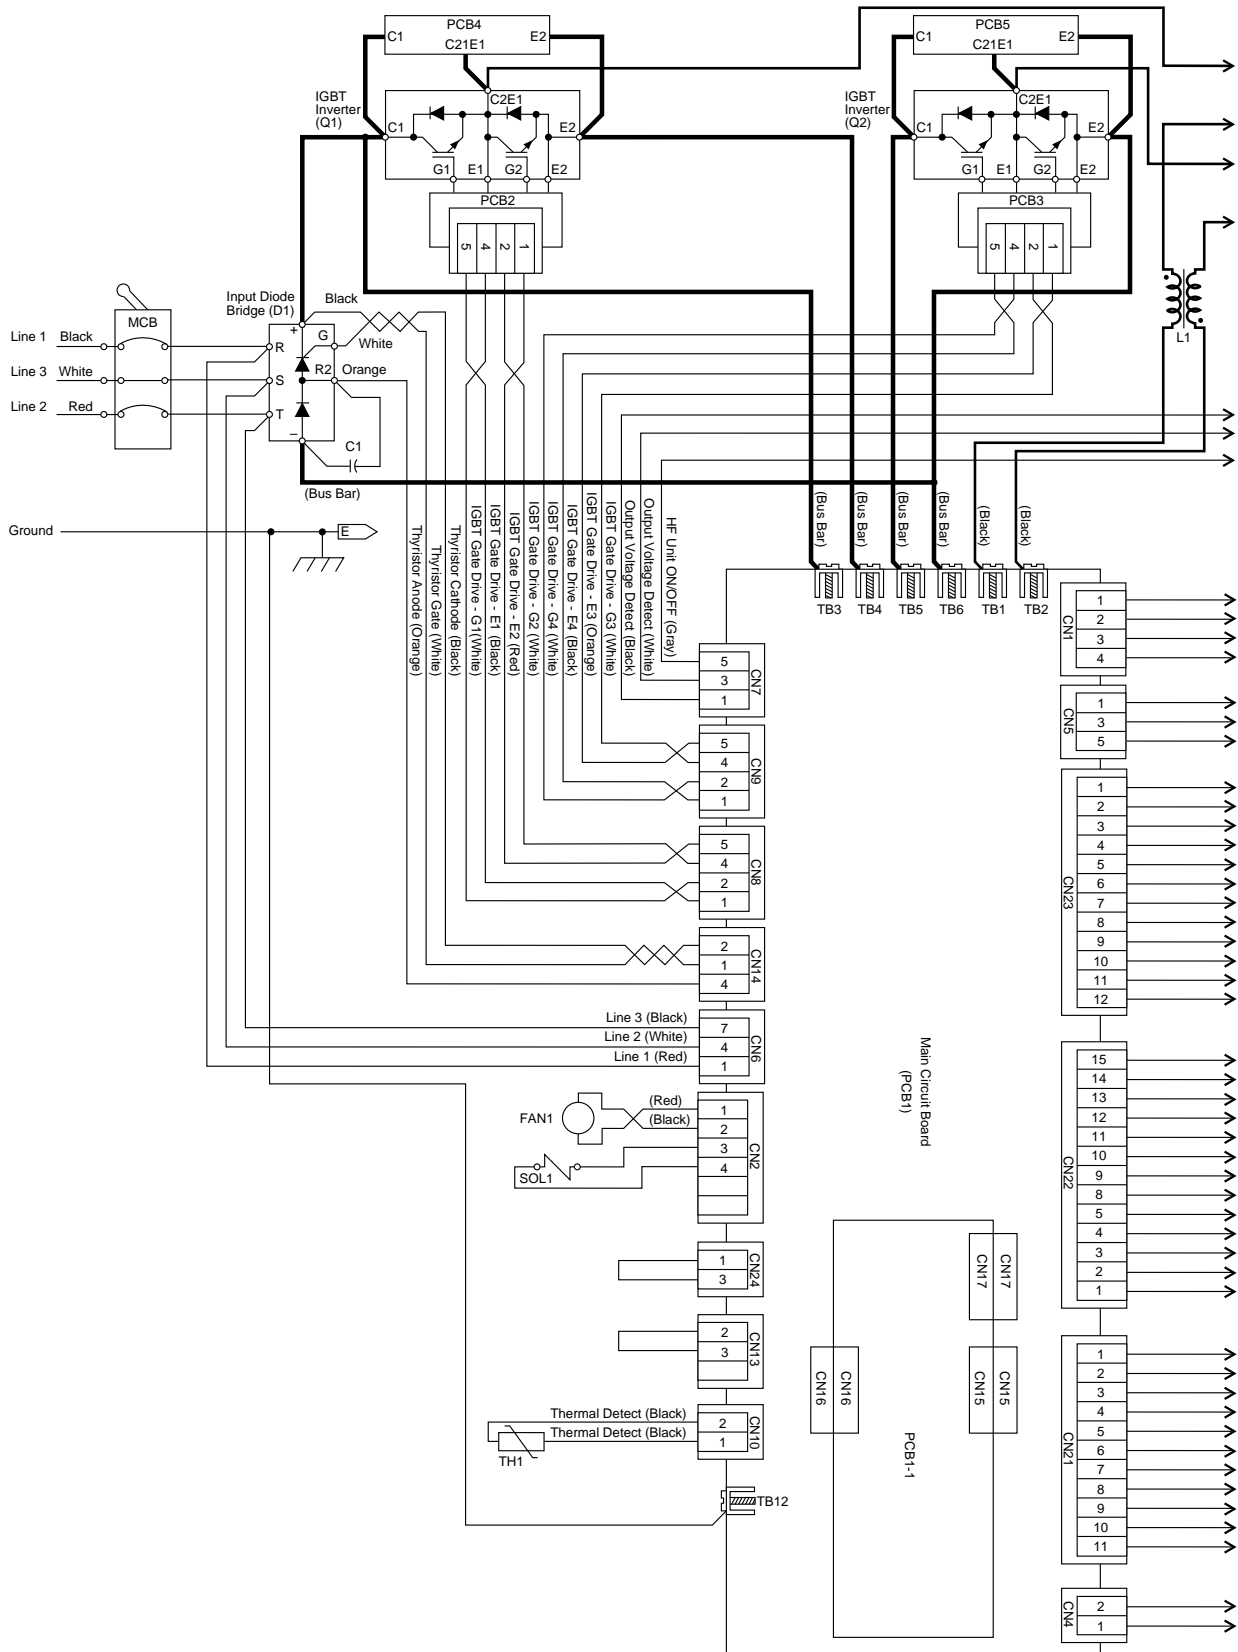 PCB4
C1
E2
C21E1
PCB5
C1
E2
C21E1
IGBT
Inverter
(Q1)
C2E1
C1
E2
G1
E1
G2
E2
PCB2
5
4
2
1
IGBT
Inverter
(Q2)
C2E1
C1
E2
G1
E1
G2
E2
PCB3
5
4
2
1
L1
MCB
Line 1
Black
Line 3
White
Line 2
Red
Input Diode
Bridge (D1)
Black
White
Orange
+
G
R
R2
S
T
–
C1
(Bus Bar)
Ground
E
Thyristor Anode (Orange)
Thyristor Gate (White)
Thyristor Cathode (Black)
IGBT Gate Drive - G1(White)
IGBT Gate Drive - E1 (Black)
IGBT Gate Drive - E2 (Red)
IGBT Gate Drive - G2 (White)
IGBT Gate Drive - G4 (White)
IGBT Gate Drive - E4 (Black)
IGBT Gate Drive - E3 (Orange)
IGBT Gate Drive - G3 (White)
Output Voltage Detect (Black)
Output Voltage Detect (White)
HF Unit ON/OFF (Gray)
(Bus Bar)
(Bus Bar)
(Bus Bar)
(Bus Bar)
(Black)
(Black)
TB3
TB4
TB5
TB6
TB1
TB2
CN7
5
3
1
CN9
5
4
2
1
CN8
5
4
2
1
CN14
2
1
4
Line 3 (Black)
Line 2 (White)
Line 1 (Red)
CN6
7
4
1
FAN1
(Red)
(Black)
SOL1
CN2
1
2
3
4
CN24
1
3
CN13
2
3
Thermal Detect (Black)
Thermal Detect (Black)
TH1
CN10
2
1
TB12
Main Circuit Board
(PCB1)
CN17
CN17
CN16
CN16
CN15
CN15
PCB1-1
CN1
1
2
3
4
CN5
1
3
5
CN23
1
2
3
4
5
6
7
8
9
10
11
12
CN22
15
14
13
12
11
10
9
8
5
4
3
2
1
CN21
1
2
3
4
5
6
7
8
9
10
11
CN4
2
1